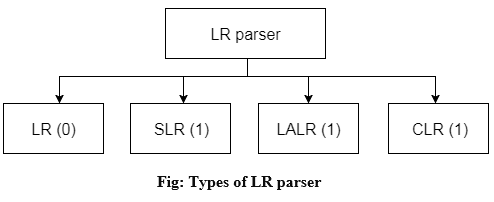 LR parser
LR (0)
SLR (1)
LALR (1)
CLR (1)
Fig: Types of LR parser